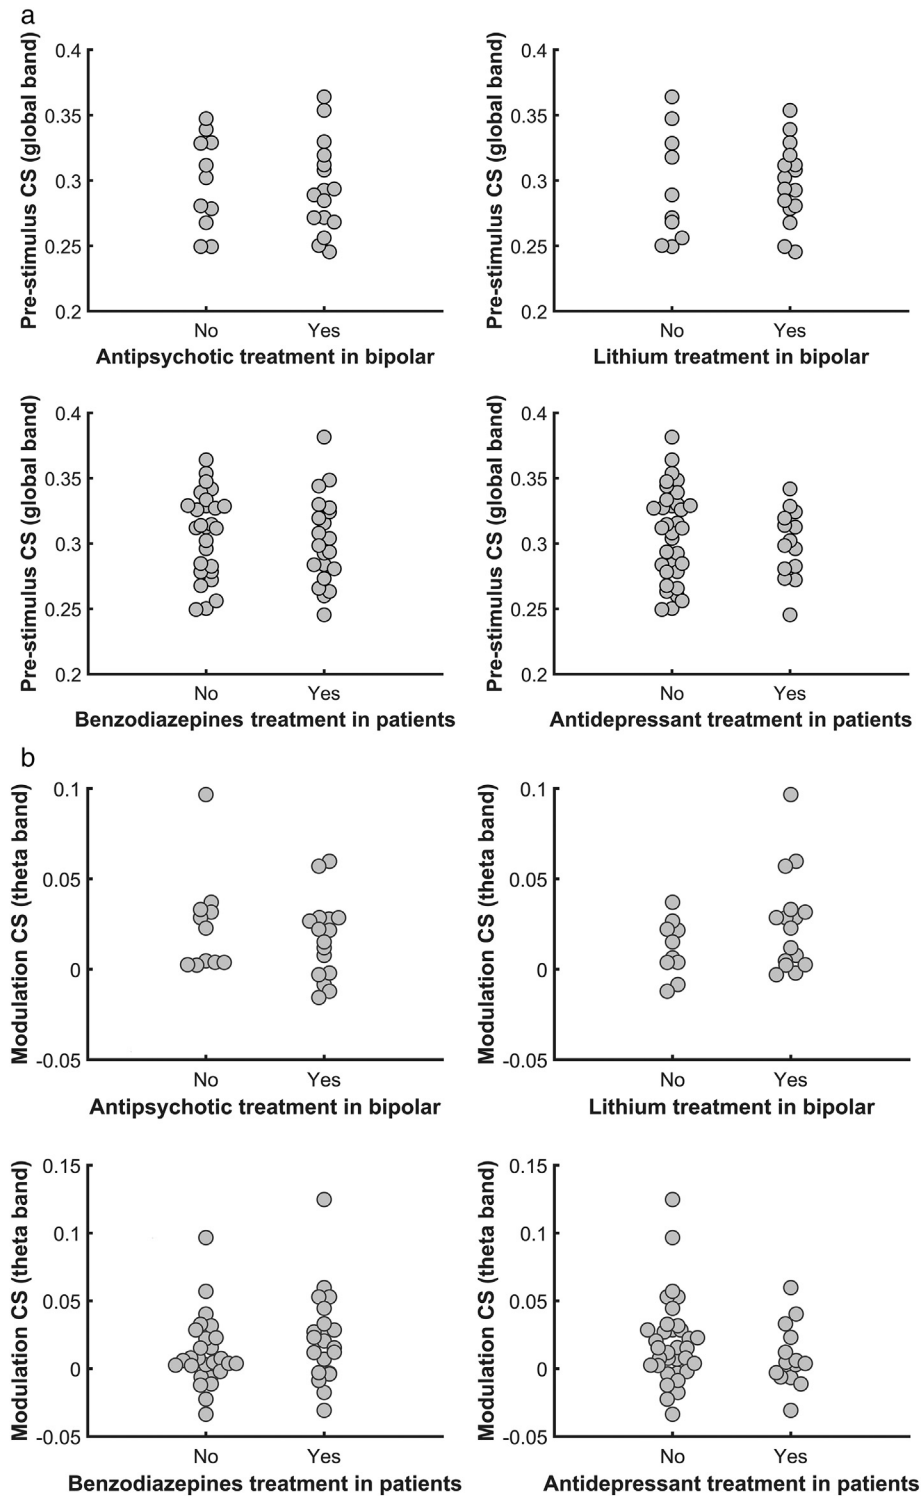 a
Pre-stimulus CS (global band)
0.4
0.35
0.3
0.25
0.2
No
Yes
Antipsychotic treatment in bipolar
Pre-stimulus CS (global band)
0.4
0.35
0.3
0.25
0.2
No
Yes
Lithium treatment in bipolar
Pre-stimulus CS (global band)
0.4
0.35
0.3
0.25
0.2
No
Yes
Benzodiazepines treatment in patients
Pre-stimulus CS (global band)
0.4
0.35
0.3
0.25
0.2
No
Yes
Antidepressant treatment in patients
b
Modulation CS (theta band)
0.1
0.05
0
-0.05
No
Yes
Antipsychotic treatment in bipolar
Modulation CS (theta band)
0.1
0.05
0
-0.05
No
Yes
Lithium treatment in bipolar
Modulation CS (theta band)
0.15
0.1
0.05
0
-0.05
No
Yes
Benzodiazepines treatment in patients
Modulation CS (theta band)
0.15
0.1
0.05
0
-0.05
No
Yes
Antidepressant treatment in patients